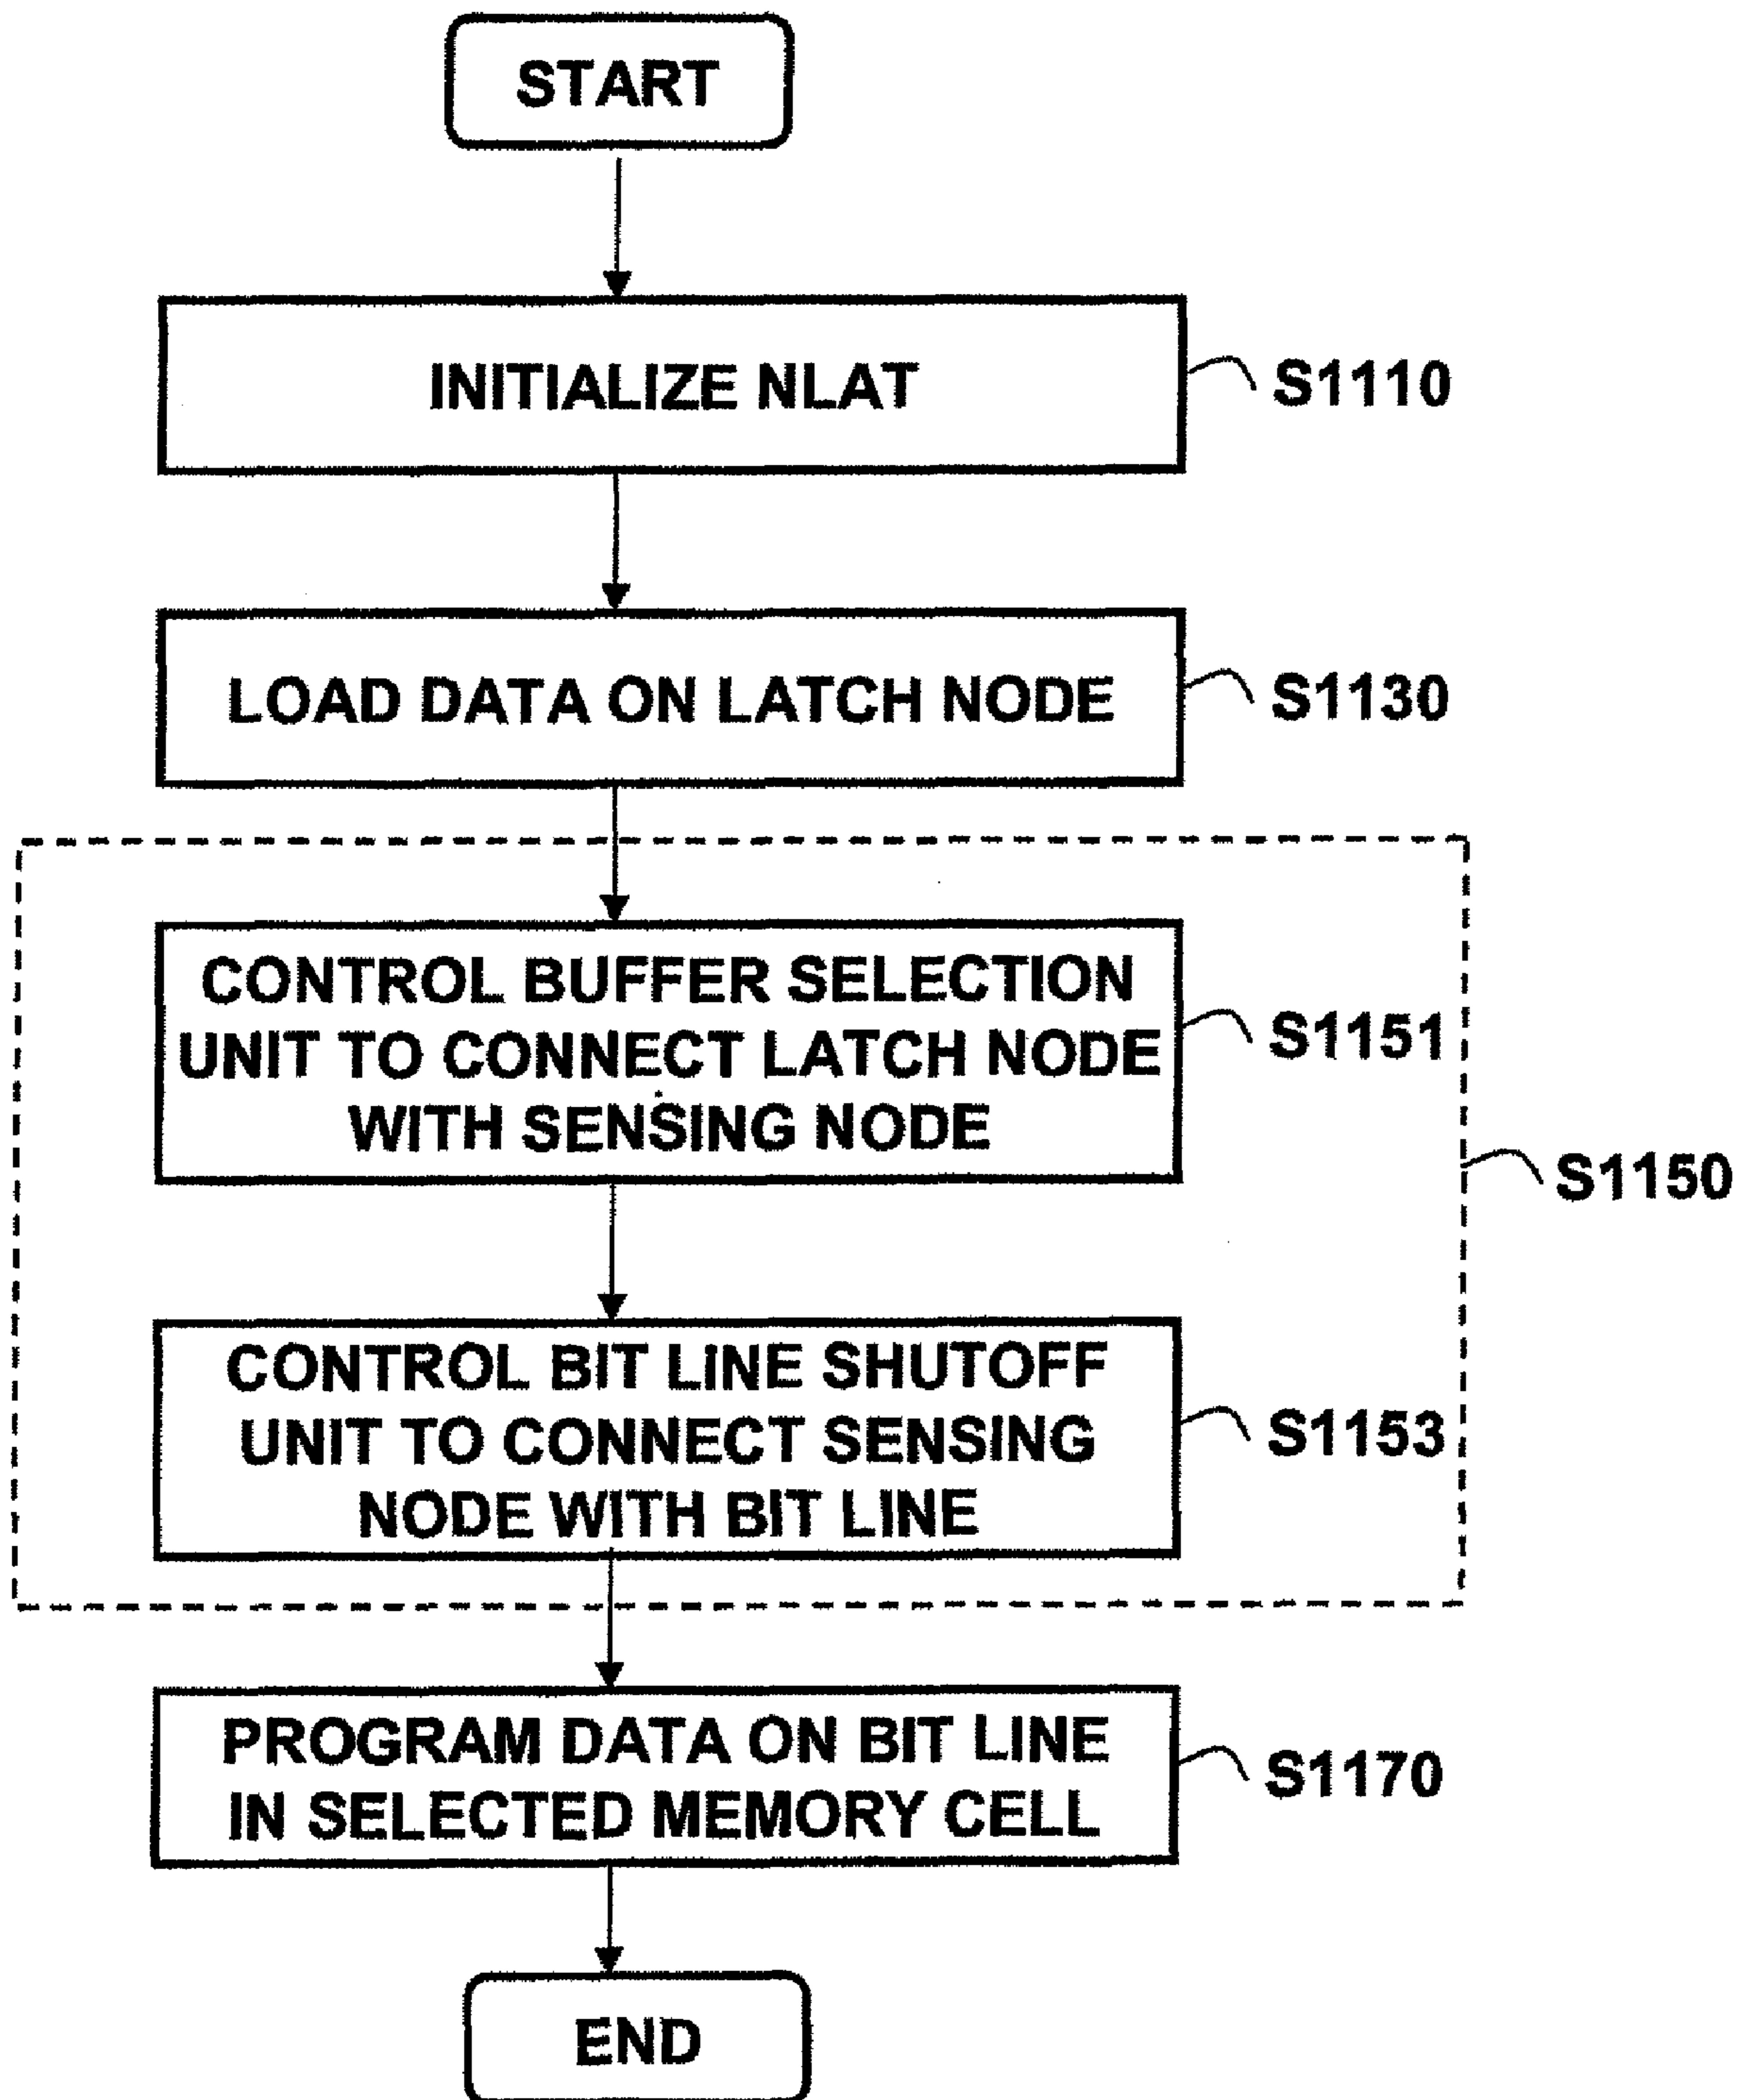 START
INITIALIZE NLAT
S1110
LOAD DATA ON LATCH NODE
S1130
CONTROL BUFFER SELECTION
UNIT TO CONNECT LATCH NODE
WITH SENSING NODE
S1151
S1150
CONTROL BIT LINE SHUTOFF
UNIT TO CONNECT SENSING
NODE WITH BIT LINE
S1153
PROGRAM DATA ON BIT LINE
IN SELECTED MEMORY CELL
S1170
END